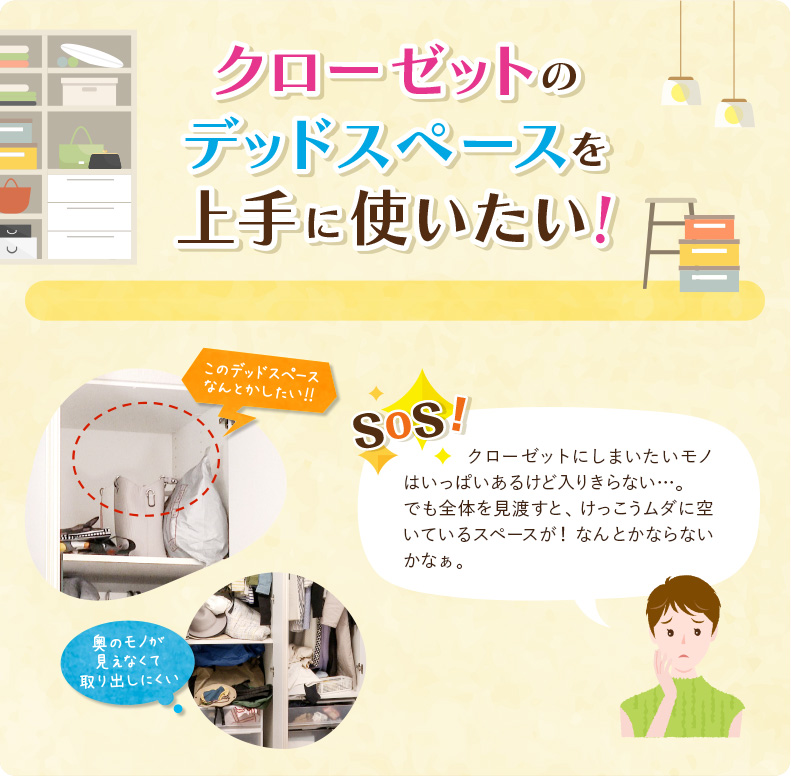 クローゼットの
デッドスペースを
上手に使いたい!
このデッドスペース
なんとかしたい!!
SOS!
クローゼットにしまいたいモノ
はいっぱいあるけど入りきらない…。
でも全体を見渡すと、けっこうムダに空
いているスペースが！なんとかならない
かなぁ。
奥のモノが
見えなくて
取り出しにくい